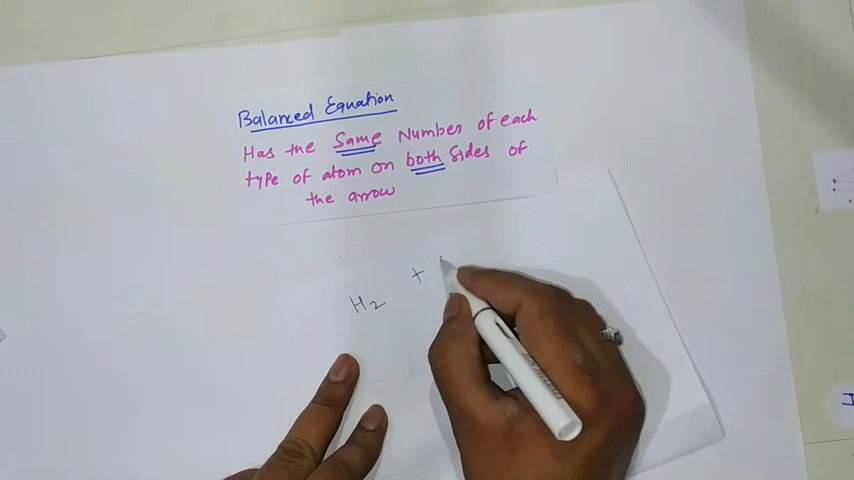 Balanced Equation
Has the Same Number of each
type of atom on both Sides of
the arrow
H2 +